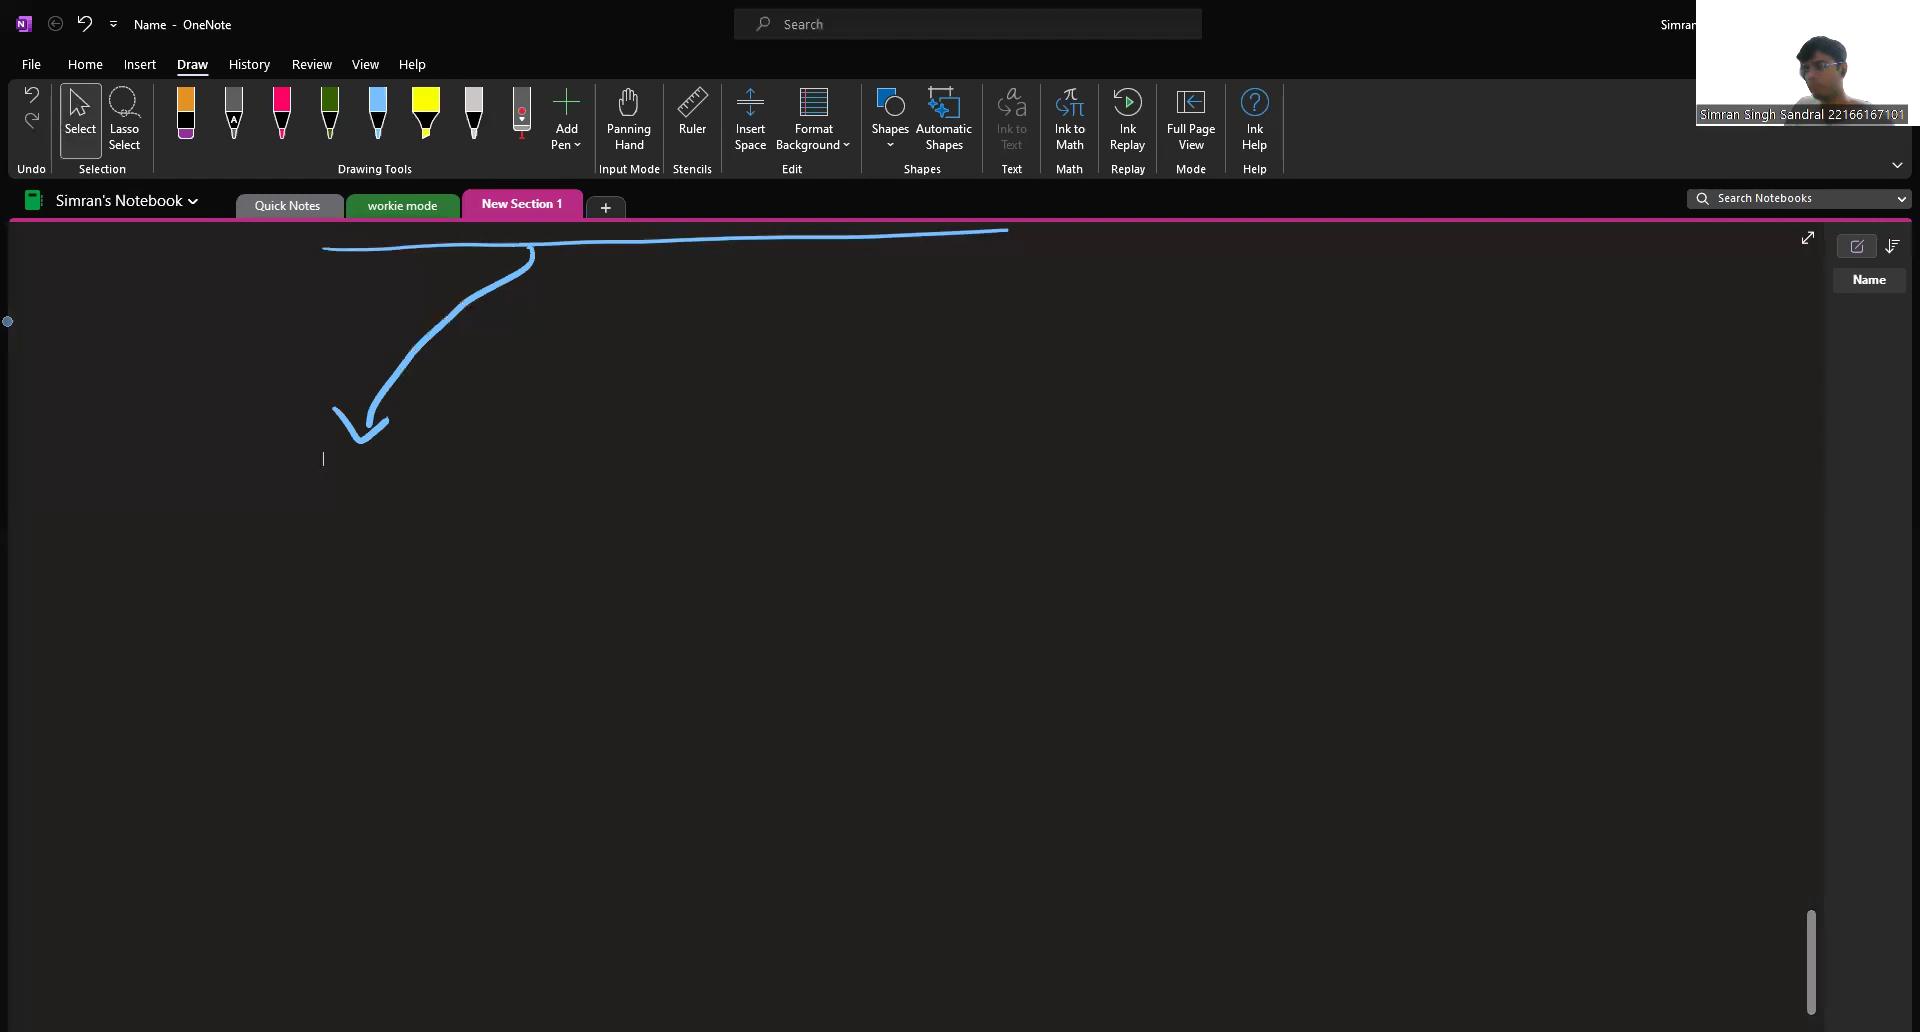 Name - OneNote
Search
Simran
File Home Insert Draw History Review View Help
Select
Lasso Select
A
Add Pen
Panning Hand
Ruler
Insert Space
Format Background
Shapes
Automatic Shapes
Ink to Text
Ink to Math
Ink Replay
Full Page View
Ink Help
Undo Selection Drawing Tools Input Mode Stencils Edit Shapes Text Math Replay Mode Help
Simran Singh Sandral 22166167101
Simran's Notebook
Quick Notes
workie mode
New Section 1
Search Notebooks
Name